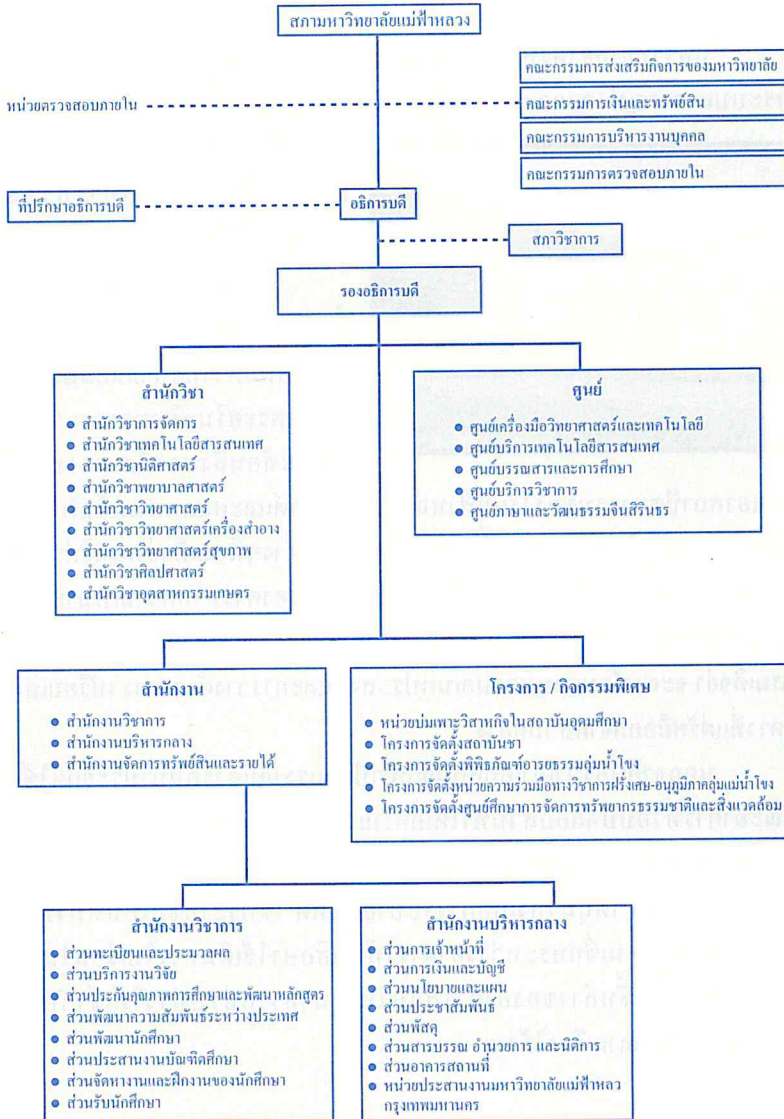 สภามหาวิทยาลัยแม่ฟ้าหลวง
คณะกรรมการส่งเสริมกิจการของมหาวิทยาลัย
หน่วยตรวจสอบภายใน
คณะกรรมการเงินและทรัพย์สิน
คณะกรรมการบริหารงานบุคคล
คณะกรรมการตรวจสอบภายใน
ที่ปรึกษาอธิการบดี
อธิการบดี
สภาวิชาการ
รองอธิการบดี
สำนักวิชา
สำนักวิชาการจัดการ
สำนักวิชาเทคโนโลยีสารสนเทศ
สำนักวิชานิติศาสตร์
สำนักวิชาพยาบาลศาสตร์
สำนักวิชาวิทยาศาสตร์
สำนักวิชาวิทยาศาสตร์เครื่องสำอาง
สำนักวิชาวิทยาศาสตร์สุขภาพ
สำนักวิชาศิลปศาสตร์
สำนักวิชาอุตสาหกรรมเกษตร
ศูนย์
ศูนย์เครื่องมือวิทยาศาสตร์และเทคโนโลยี
ศูนย์บริการเทคโนโลยีสารสนเทศ
ศูนย์บรรณสารและการศึกษา
ศูนย์บริการวิชาการ
ศูนย์ภาษาและวัฒนธรรมจีนสิรินธร
สำนักงาน
สำนักงานวิชาการ
สำนักงานบริหารกลาง
สำนักงานจัดการทรัพย์สินและรายได้
โครงการ / กิจกรรมพิเศษ
หน่วยบ่มเพาะวิสาหกิจในสถาบันอุดมศึกษา
โครงการจัดตั้งสถาบันชา
โครงการจัดตั้งพิพิธภัณฑ์อารยธรรมลุ่มน้ำโขง
โครงการจัดตั้งหน่วยความร่วมมือทางวิชาการฝรั่งเศษ-อนุภูมิภาคลุ่มแม่น้ำโขง
โครงการจัดตั้งศูนย์ศึกษาการจัดการทรัพยากรธรรมชาติและสิ่งแวดล้อม
สำนักงานวิชาการ
ส่วนทะเบียนและประมวลผล
ส่วนบริการงานวิจัย
ส่วนประกันคุณภาพการศึกษาและพัฒนาหลักสูตร
ส่วนพัฒนาความสัมพันธ์ระหว่างประเทศ
ส่วนพัฒนานักศึกษา
ส่วนประสานงานบัณฑิตศึกษา
ส่วนจัดหางานและฝึกงานของนักศึกษา
ส่วนรับนักศึกษา
สำนักงานบริหารกลาง
ส่วนการเจ้าหน้าที่
ส่วนการเงินและบัญชี
ส่วนนโยบายและแผน
ส่วนประชาสัมพันธ์
ส่วนพัสดุ
ส่วนสารบรรณ อำนวยการ และนิติการ
ส่วนอาคารสถานที่
หน่วยประสานงานมหาวิทยาลัยแม่ฟ้าหลว
กรุงเทพมหานคร